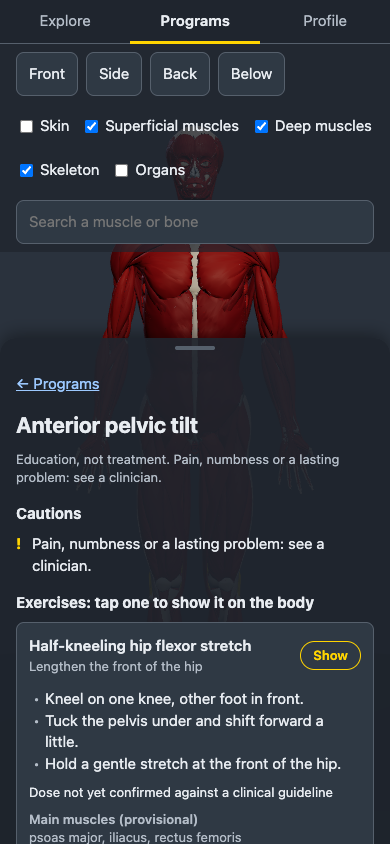 Explore Programs Profile
Front Side Back Below
Skin Superficial muscles Deep muscles
Skeleton Organs
Search a muscle or bone
← Programs
Anterior pelvic tilt
Education, not treatment. Pain, numbness or a lasting
problem: see a clinician.
Cautions
! Pain, numbness or a lasting problem: see a
clinician.
Exercises: tap one to show it on the body
Half-kneeling hip flexor stretch
Show
Lengthen the front of the hip
• Kneel on one knee, other foot in front.
• Tuck the pelvis under and shift forward a
little.
• Hold a gentle stretch at the front of the hip.
Dose not yet confirmed against a clinical guideline
Main muscles (provisional)
psoas major, iliacus, rectus femoris